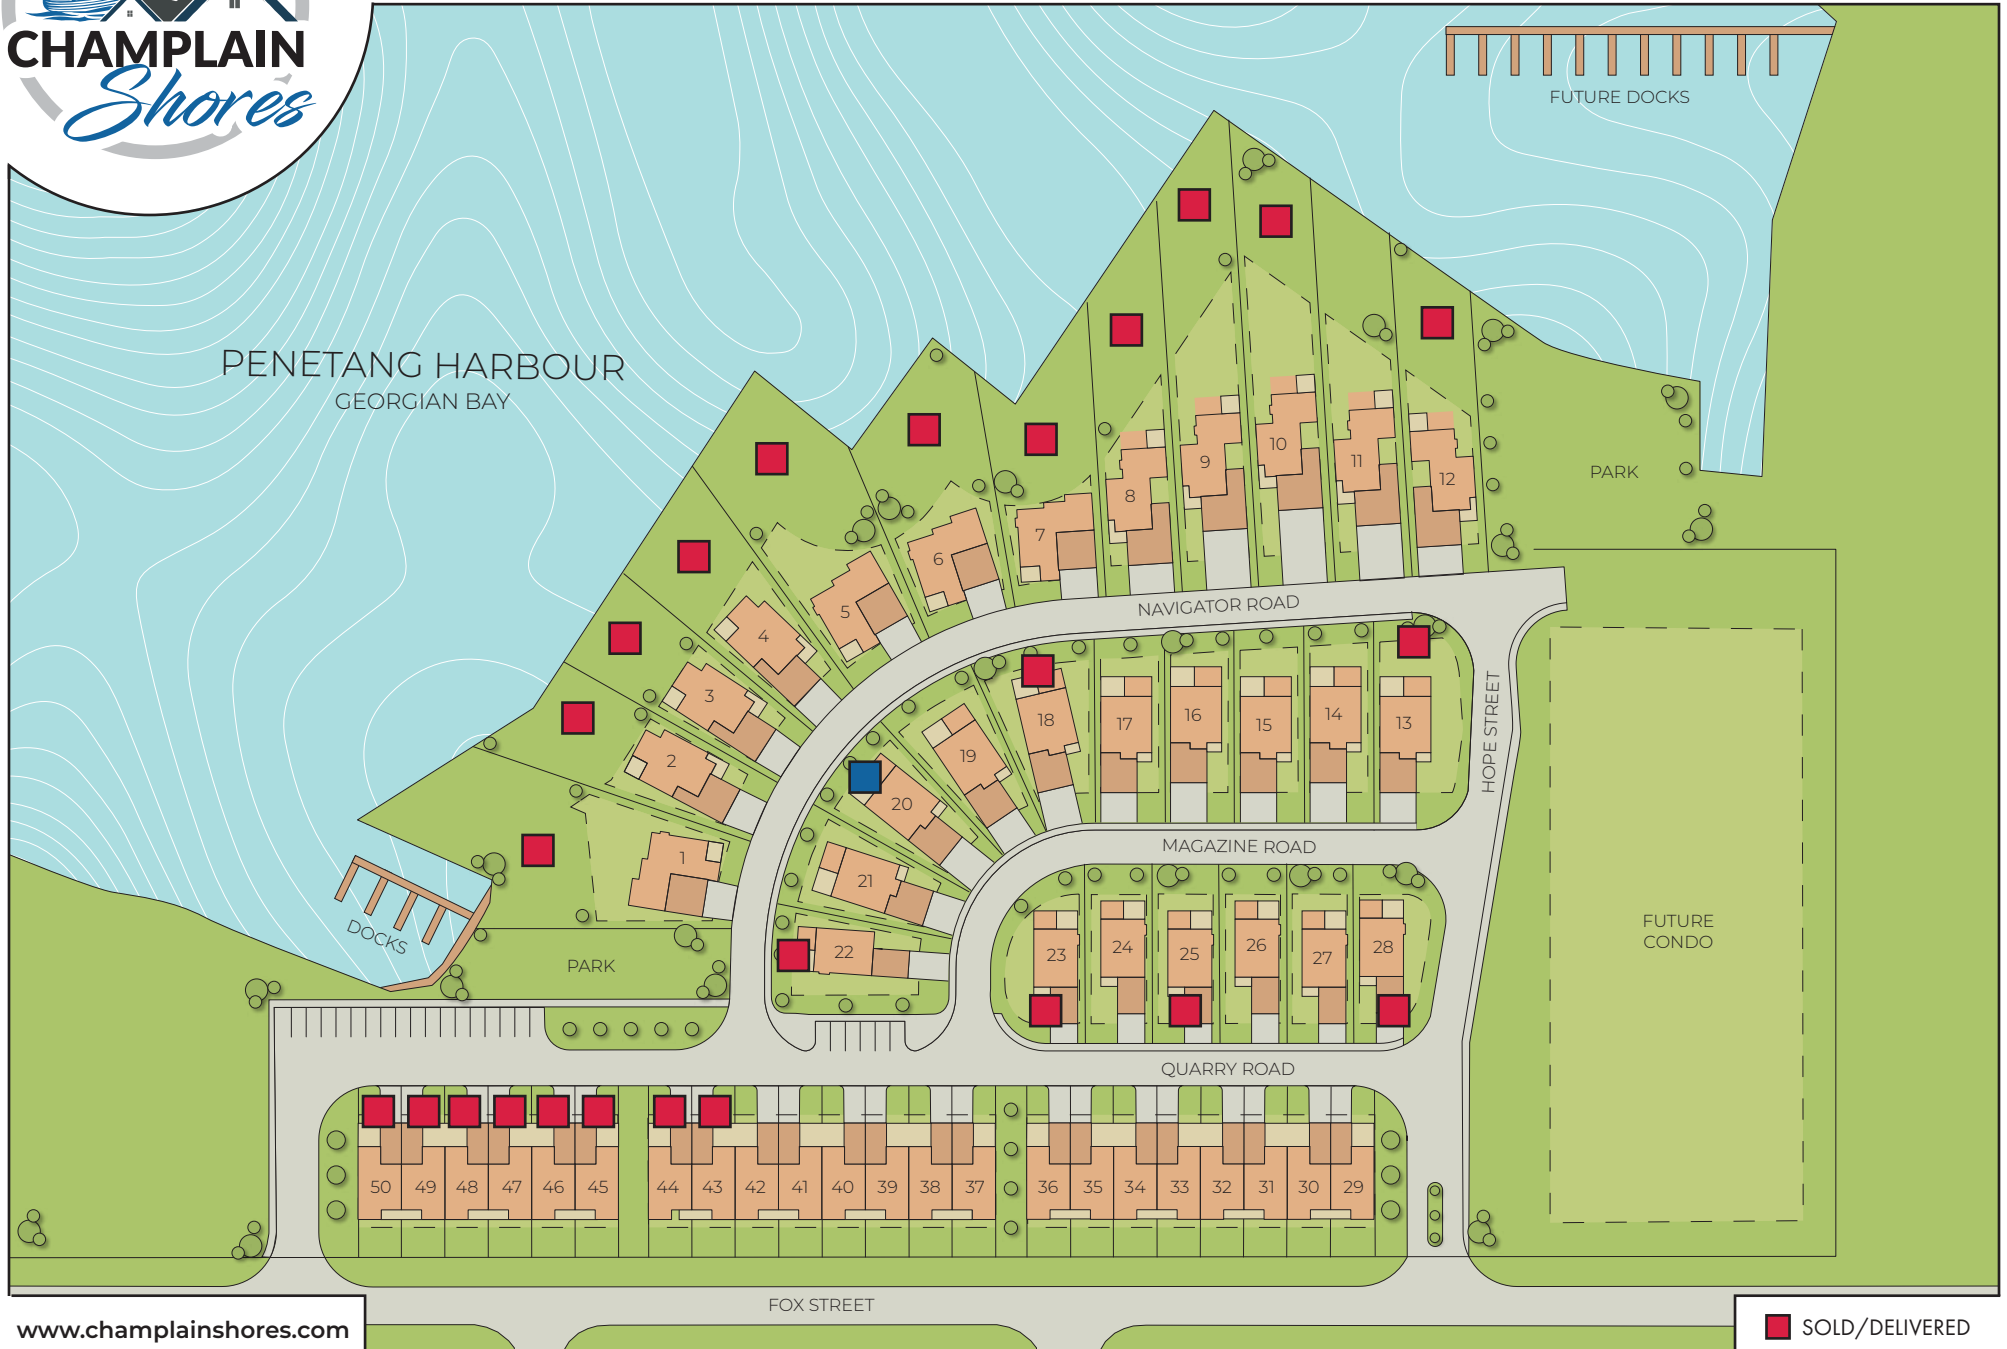 CHAMPLAIN
Shores
FUTURE DOCKS
PENETANG HARBOUR
GEORGIAN BAY
PARK
NAVIGATOR ROAD
HOPE STREET
MAGAZINE ROAD
QUARRY ROAD
FOX STREET
DOCKS
PARK
FUTURE
CONDO
1
2
3
4
5
6
7
8
9
10
11
12
13
14
15
16
17
18
19
20
21
22
23
24
25
26
27
28
50 49 48 47 46 45 44 43 42 41 40 39 38 37 36 35 34 33 32 31 30 29
www.champlainshores.com
SOLD/DELIVERED